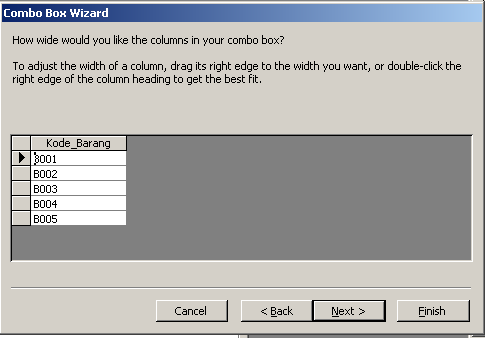 Combo Box Wizard
How wide would you like the columns in your combo box?
To adjust the width of a column, drag its right edge to the width you want, or double-click the
right edge of the column heading to get the best fit.
Kode_Barang
B001
B002
B003
B004
B005
Cancel
< Back
Next >
Finish